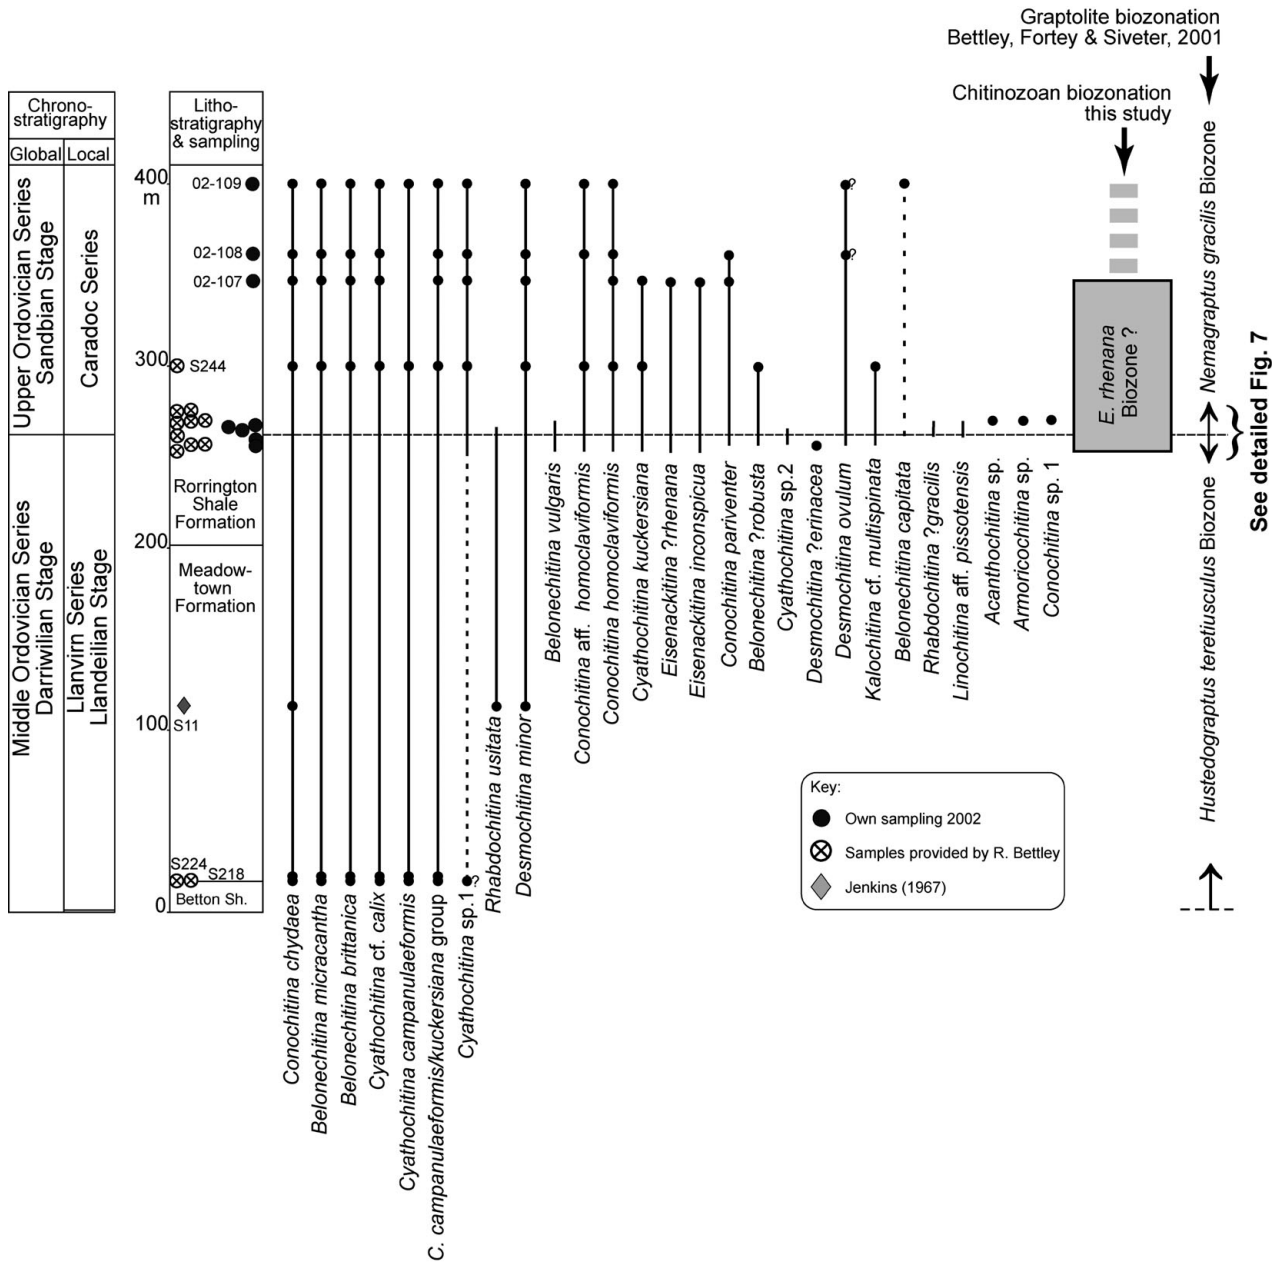 Graptolite biozonation
Bettley, Fortey & Siveter, 2001
Chitinozoan biozonation
this study
Chrono-
stratigraphy
Global
Local
Litho-
stratigraphy
& sampling
Upper Ordovician Series
Sandbian Stage
Caradoc Series
Middle Ordovician Series
Darriwilian Stage
Llanvirn Series
Llandeilian Stage
400
m
300
200
100
0
02-109
02-108
02-107
S244
Rorrington
Shale
Formation
Meadow-
town
Formation
S11
S224
S218
Betton Sh.
Conochitina chydaea
Belonechitina micracantha
Belonechitina brittanica
Cyathochitina cf. calix
Cyathochitina campanulaeformis
C. campanulaeformis/kuckersiana group
?
Cyathochitina sp.1
Rhabdochitina usitata
Desmochitina minor
Belonechitina vulgaris
Conochitina aff. homoclaviformis
Conochitina homoclaviformis
Cyathochitina kuckersiana
Eisenackitina ?rhenana
Eisenackitina inconspicua
Conochitina pariventer
Belonechitina ?robusta
Cyathochitina sp.2
Desmochitina ?erinacea
?
?
Desmochitina ovulum
Kalochitina cf. multispinata
Belonechitina capitata
Rhabdochitina ?gracilis
Linochitina aff. pissotensis
Acanthochitina sp.
Armoricochitina sp.
Conochitina sp. 1
E. rhenana
Biozone ?
Nemagraptus gracilis Biozone
Hustedograptus teretiusculus Biozone
}
See detailed Fig. 7
Key:
Own sampling 2002
Samples provided by R. Bettley
Jenkins (1967)